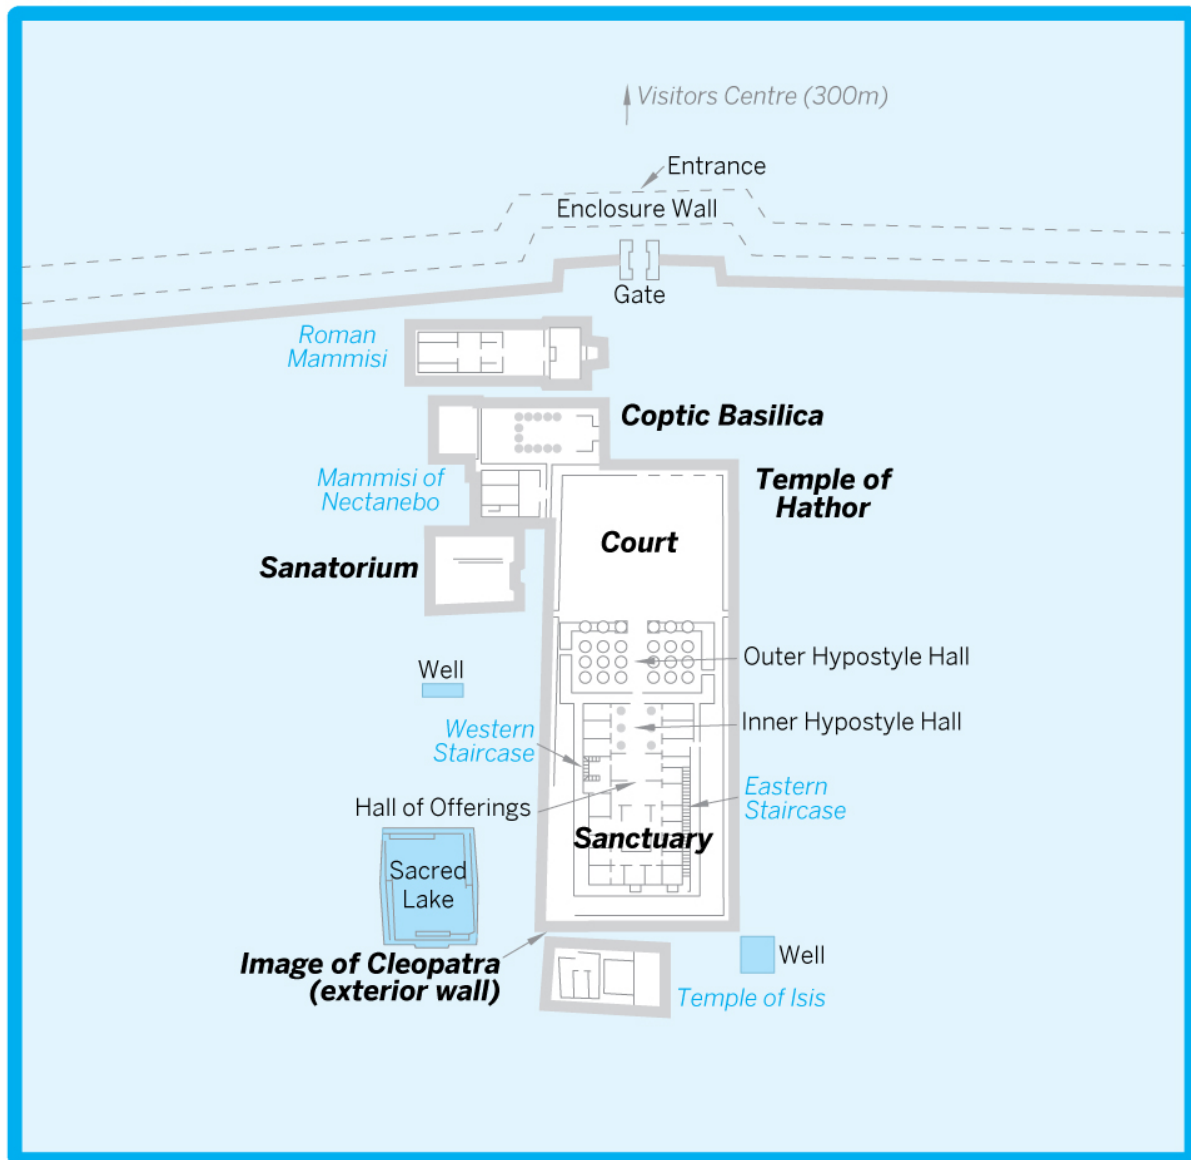 Visitors Centre (300m)
Entrance
Enclosure Wall
Gate
Roman
Mammisi
Coptic Basilica
Mammisi of
Nectanebo
Temple of
Hathor
Court
Sanatorium
Outer Hypostyle Hall
Well
Inner Hypostyle Hall
Western
Staircase
Eastern
Staircase
Hall of Offerings
Sanctuary
Sacred
Lake
Image of Cleopatra
(exterior wall)
Well
Temple of Isis